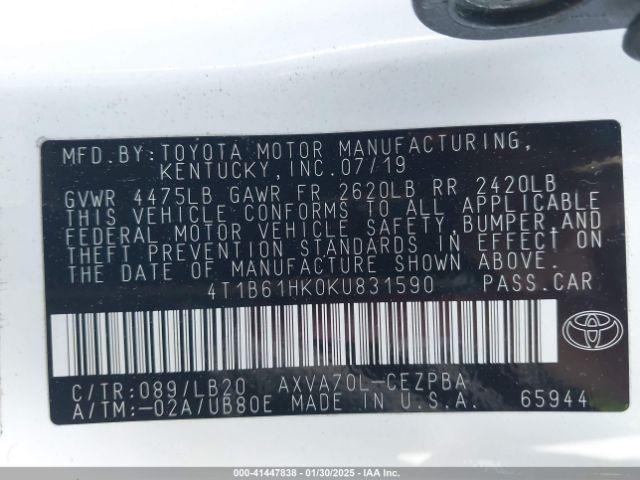 MFD.BY:TOYOTA MOTOR MANUFACTURING,
KENTUCKY,INC.07/19
GVWR 4475LB GAWR FR 2620LB RR 2420LB
THIS VEHICLE CONFORMS TO ALL APPLICABLE
FEDERAL MOTOR VEHICLE SAFETY,BUMPER,AND
THEFT PREVENTION STANDARDS IN EFFECT ON
THE DATE OF MANUFACTURE SHOWN ABOVE.
4T1B61HK0KU831590 PASS.CAR
C/TR:089/LB20 AXVA70L-CEZPBA
A/TM:-02A/UB80E MADE IN U.S.A. 65944
000-41447838 - 01/30/2025 - IAA Inc.